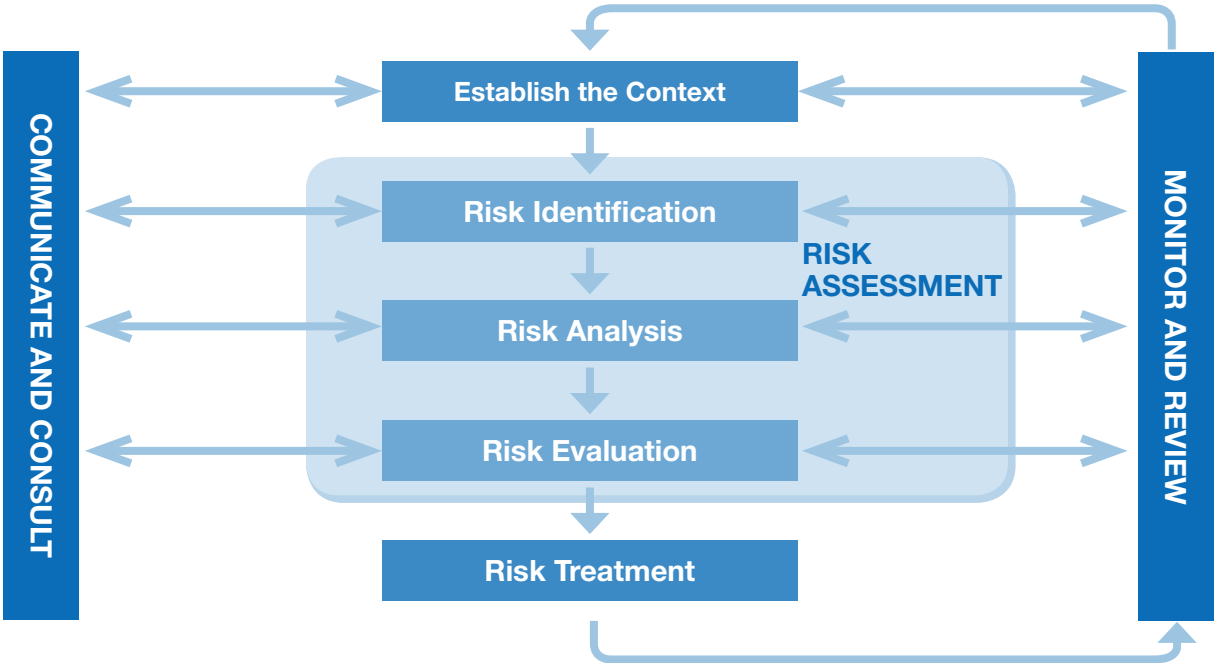 COMMUNICATE AND CONSULT
Establish the Context
Risk Identification
RISK
ASSESSMENT
Risk Analysis
Risk Evaluation
Risk Treatment
MONITOR AND REVIEW